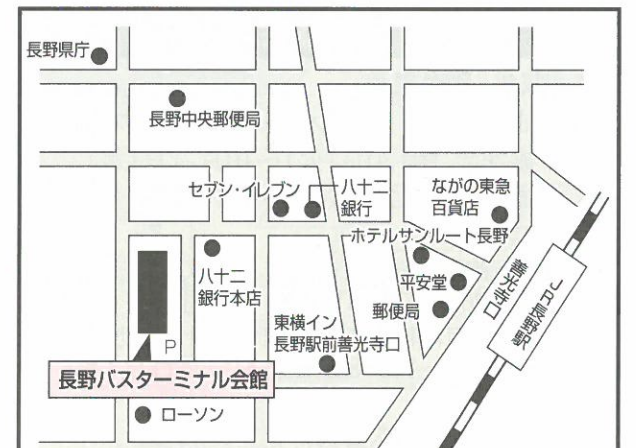 長野県庁
長野中央郵便局
セブン・イレブン
八十二
銀行
ながの東急
百貨店
ホテルサンルート長野
八十二
銀行本店
平安堂
郵便局
善光寺口
JR長野駅
東横イン
長野駅前善光寺口
P
長野バスターミナル会館
ローソン